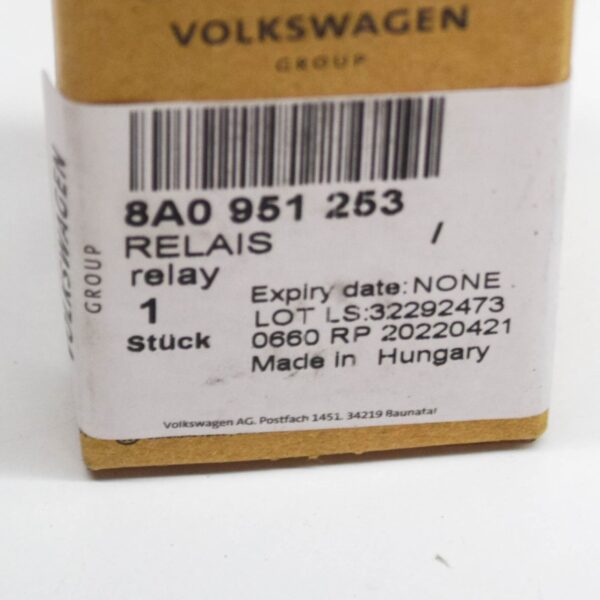 VOLKSWAGEN
GROUP
VOLKSWAGEN
GROUP
8A0 951 253
RELAIS /
relay
1
Stück
Expiry date: NONE
LOT LS:32292473
0660 RP 20220421
Made in Hungary
Volkswagen AG. Postfach 1451. 34219 Baunatal